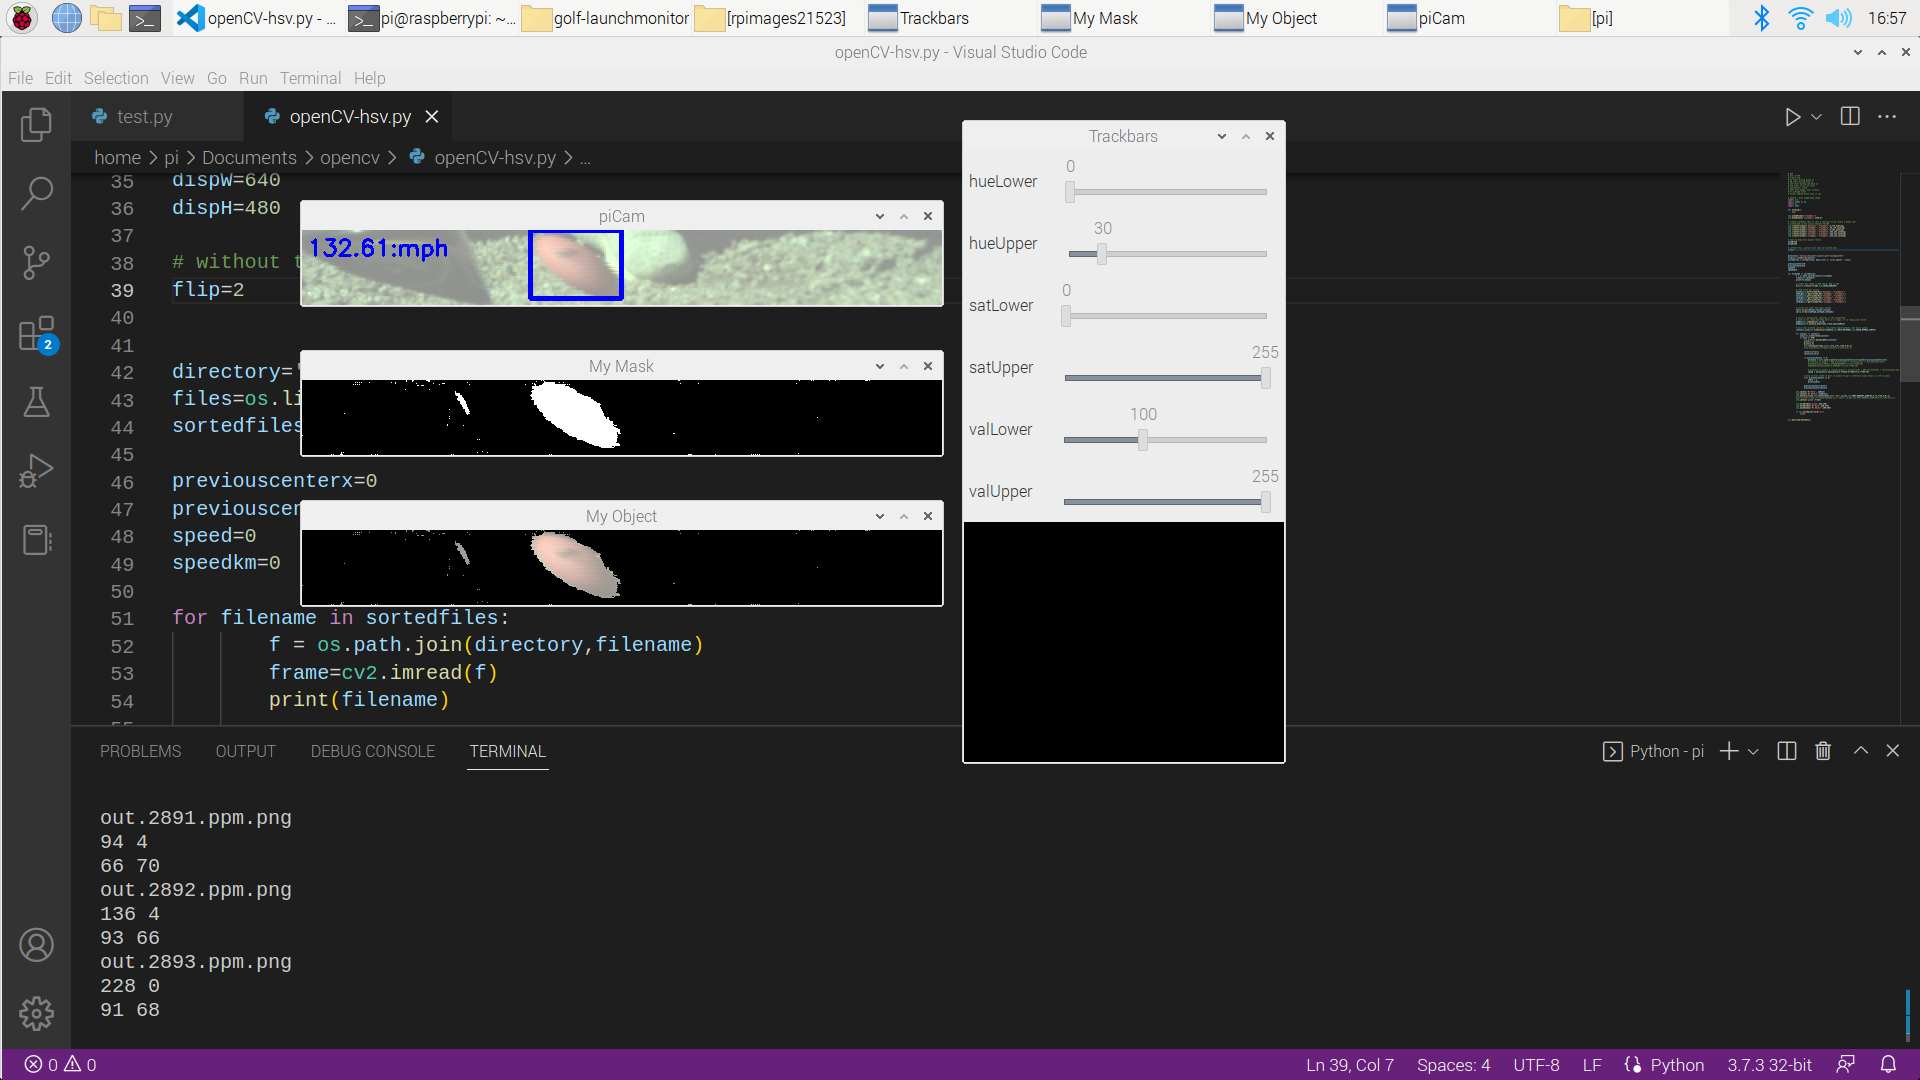 openCV-hsv.py - ...
pi@raspberrypi: ~...
golf-launchmonitor
[rpimages21523]
Trackbars
My Mask
My Object
piCam
[pi]
16:57
openCV-hsv.py - Visual Studio Code
File Edit Selection View Go Run Terminal Help
test.py
openCV-hsv.py
home > pi > Documents > opencv > openCV-hsv.py > ...
35 dispW=640
36 dispH=480
37
38 # without t
39 flip=2
40
41
42 directory=
43 files=os.li
44 sortedfiles
45
46 previouscenterx=0
47 previouscen
48 speed=0
49 speedkm=0
50
51 for filename in sortedfiles:
52 f = os.path.join(directory,filename)
53 frame=cv2.imread(f)
54 print(filename)
piCam
132.61:mph
My Mask
My Object
Trackbars
0
hueLower
30
hueUpper
0
satLower
255
satUpper
100
valLower
255
valUpper
2
PROBLEMS OUTPUT DEBUG CONSOLE TERMINAL
Python - pi
out.2891.ppm.png
94 4
66 70
out.2892.ppm.png
136 4
93 66
out.2893.ppm.png
228 0
91 68
0 0
Ln 39, Col 7 Spaces: 4 UTF-8 LF Python 3.7.3 32-bit